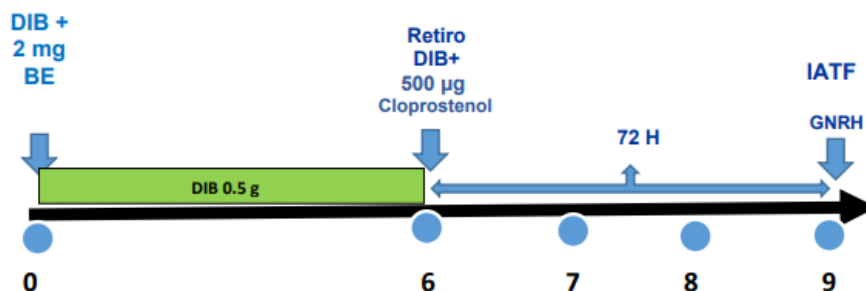 DIB +
2 mg
BE
Retiro
DIB+
500 µg
Cloprostenol
IATF
GNRH
72 H
DIB 0.5 g
0
6
7
8
9